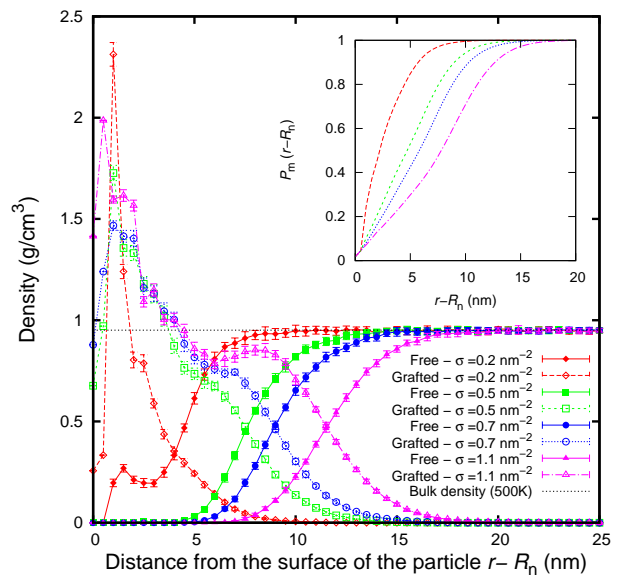 2.5
2
1.5
1
0.5
0
Density (g/cm³)
0 5 10 15 20 25
Distance from the surface of the particle r− Rₙ (nm)
1
0.8
0.6
0.4
0.2
0
Pₘ (r−Rₙ)
0 5 10 15 20
r−Rₙ (nm)
Free − σ =0.2 nm⁻²
Grafted − σ =0.2 nm⁻²
Free − σ =0.5 nm⁻²
Grafted − σ =0.5 nm⁻²
Free − σ =0.7 nm⁻²
Grafted − σ =0.7 nm⁻²
Free − σ =1.1 nm⁻²
Grafted − σ =1.1 nm⁻²
Bulk density (500K)